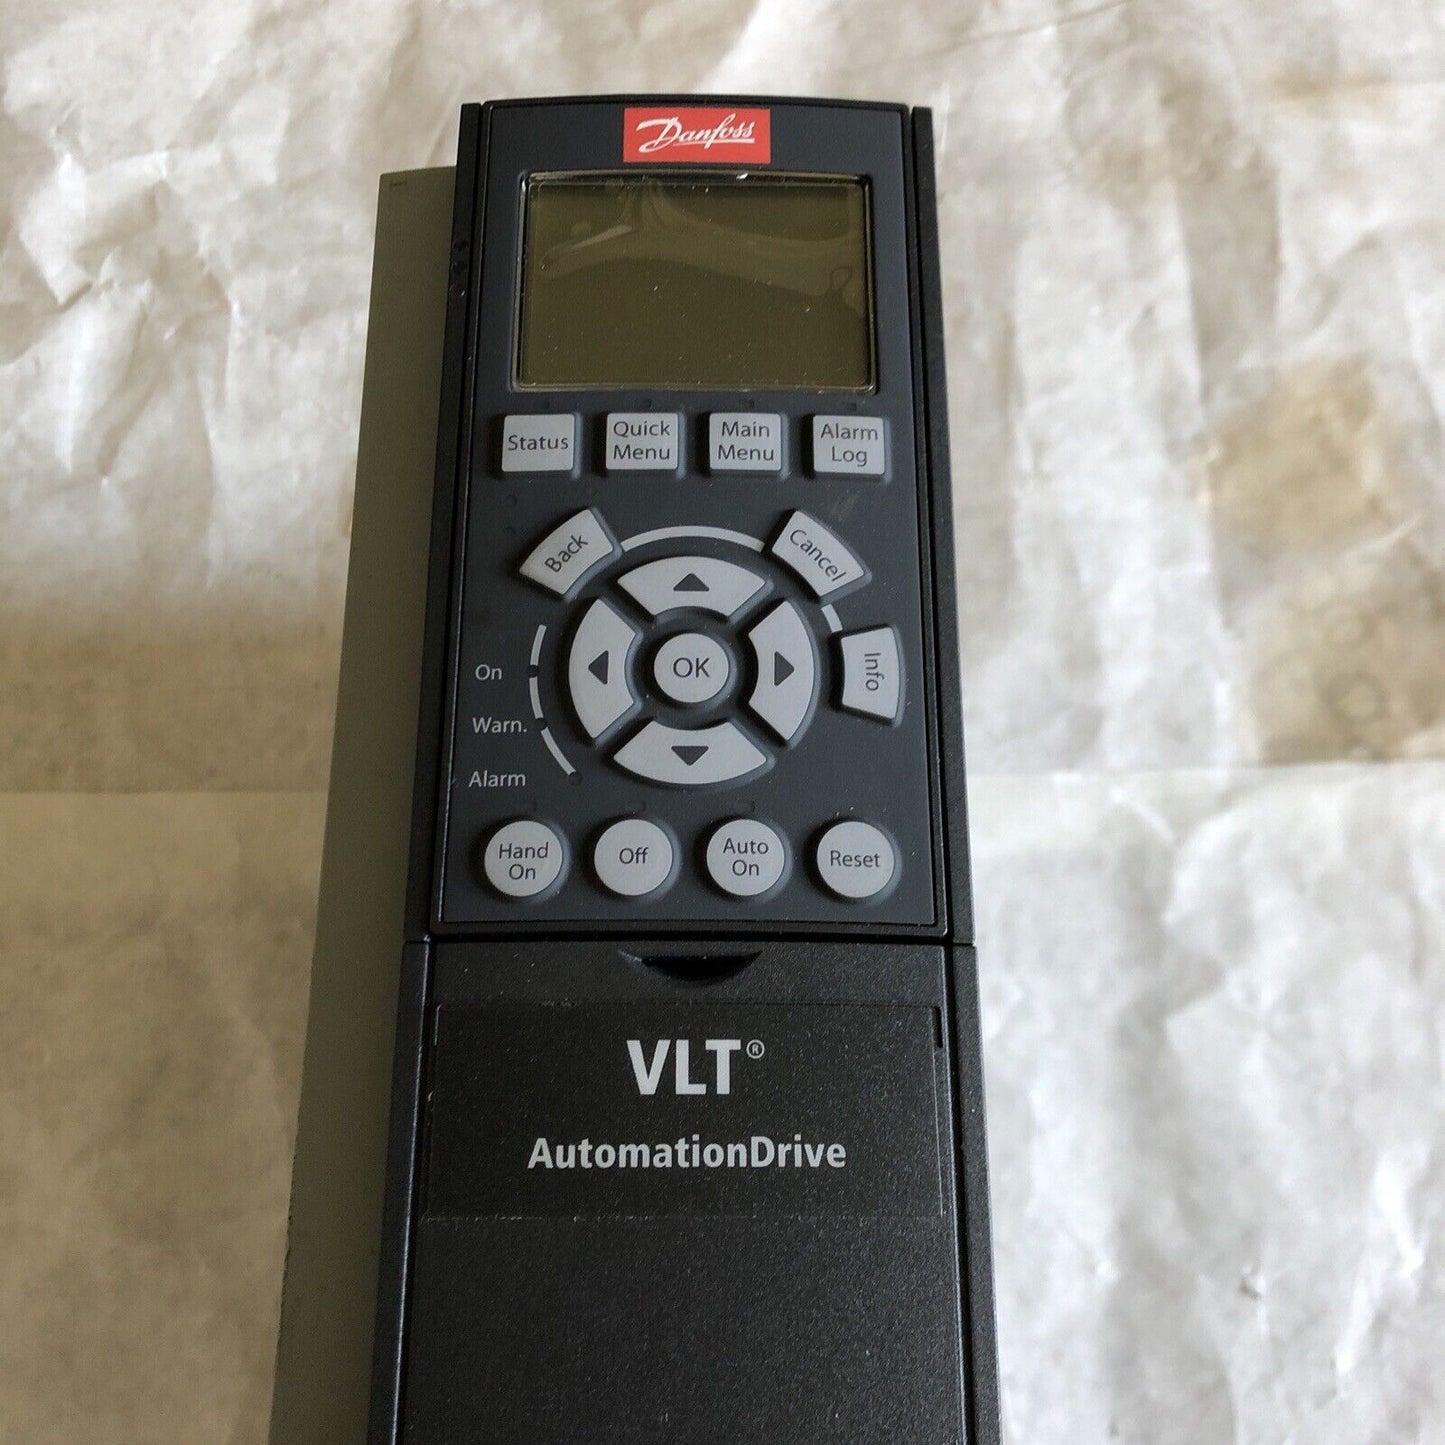 Danfoss
Status
Quick
Menu
Main
Menu
Alarm
Log
Back
Cancel
Info
OK
On
Warn.
Alarm
Hand
On
Off
Auto
On
Reset
VLT®
AutomationDrive